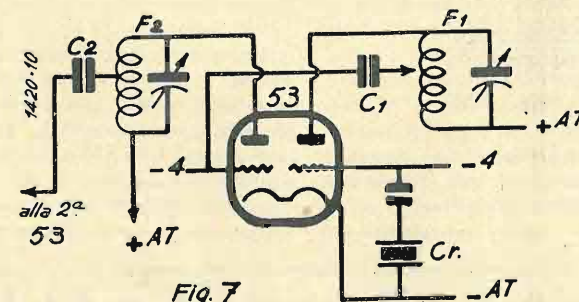 F2
F1
C2
1420·10
53
C1
+ AT
- 4
- 4
alla 2ª
53
+ AT
Cr.
- AT
Fig. 7